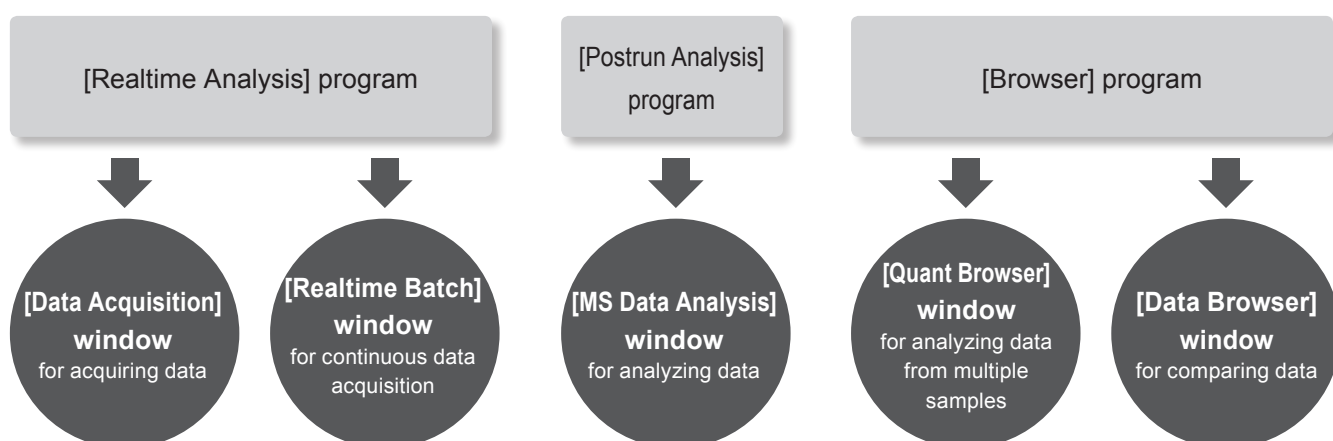 [Realtime Analysis] program
[Postrun Analysis]
program
[Browser] program
[Data Acquisition]
window
for acquiring data
[Realtime Batch]
window
for continuous data
acquisition
[MS Data Analysis]
window
for analyzing data
[Quant Browser]
window
for analyzing data
from multiple
samples
[Data Browser]
window
for comparing data